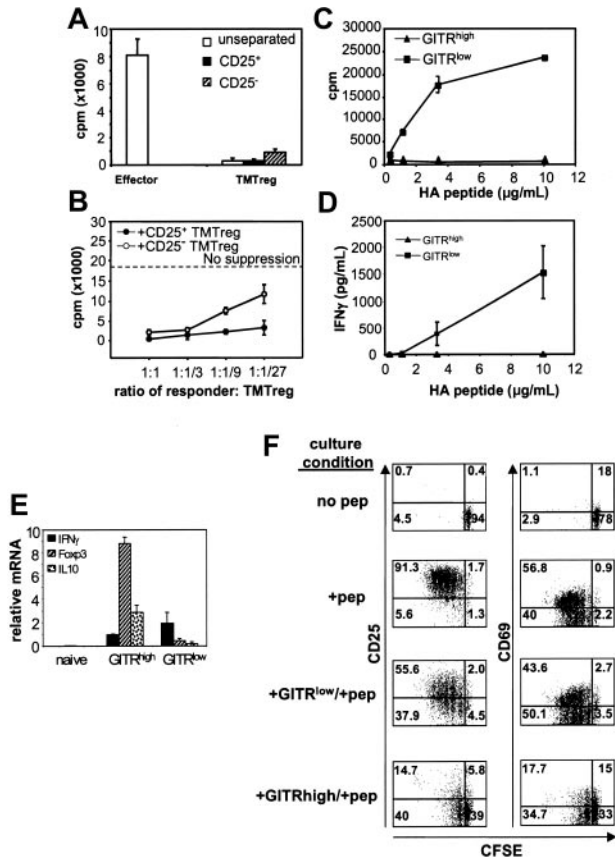 A
unseparated
CD25+
CD25-
cpm (x1000)
10
8
6
4
2
0
Effector
TMTreg
B
+CD25+ TMTreg
+CD25- TMTreg
No suppression
cpm (x1000)
30
25
20
15
10
5
0
1:1
1:1/3
1:1/9
1:1/27
ratio of responder: TMTreg
C
GITRhigh
GITRlow
cpm
30000
25000
20000
15000
10000
5000
0
0 2 4 6 8 10 12
HA peptide (µg/mL)
D
GITRhigh
GITRlow
IFNγ (pg/mL)
2500
2000
1500
1000
500
0
0 2 4 6 8 10 12
HA peptide (µg/mL)
E
IFNγ
Foxp3
IL10
relative mRNA
10
8
6
4
2
0
naive
GITRhigh
GITRlow
F
culture
condition
no pep
0.7 0.4
4.5 94
1.1 18
2.9 78
+pep
91.3 1.7
5.6 1.3
56.8 0.9
40 2.2
+GITRlow/+pep
55.6 2.0
37.9 4.5
43.6 2.7
50.1 3.5
+GITRhigh/+pep
14.7 5.8
40 39
17.7 15
34.7 33
CD25
CD69
CFSE